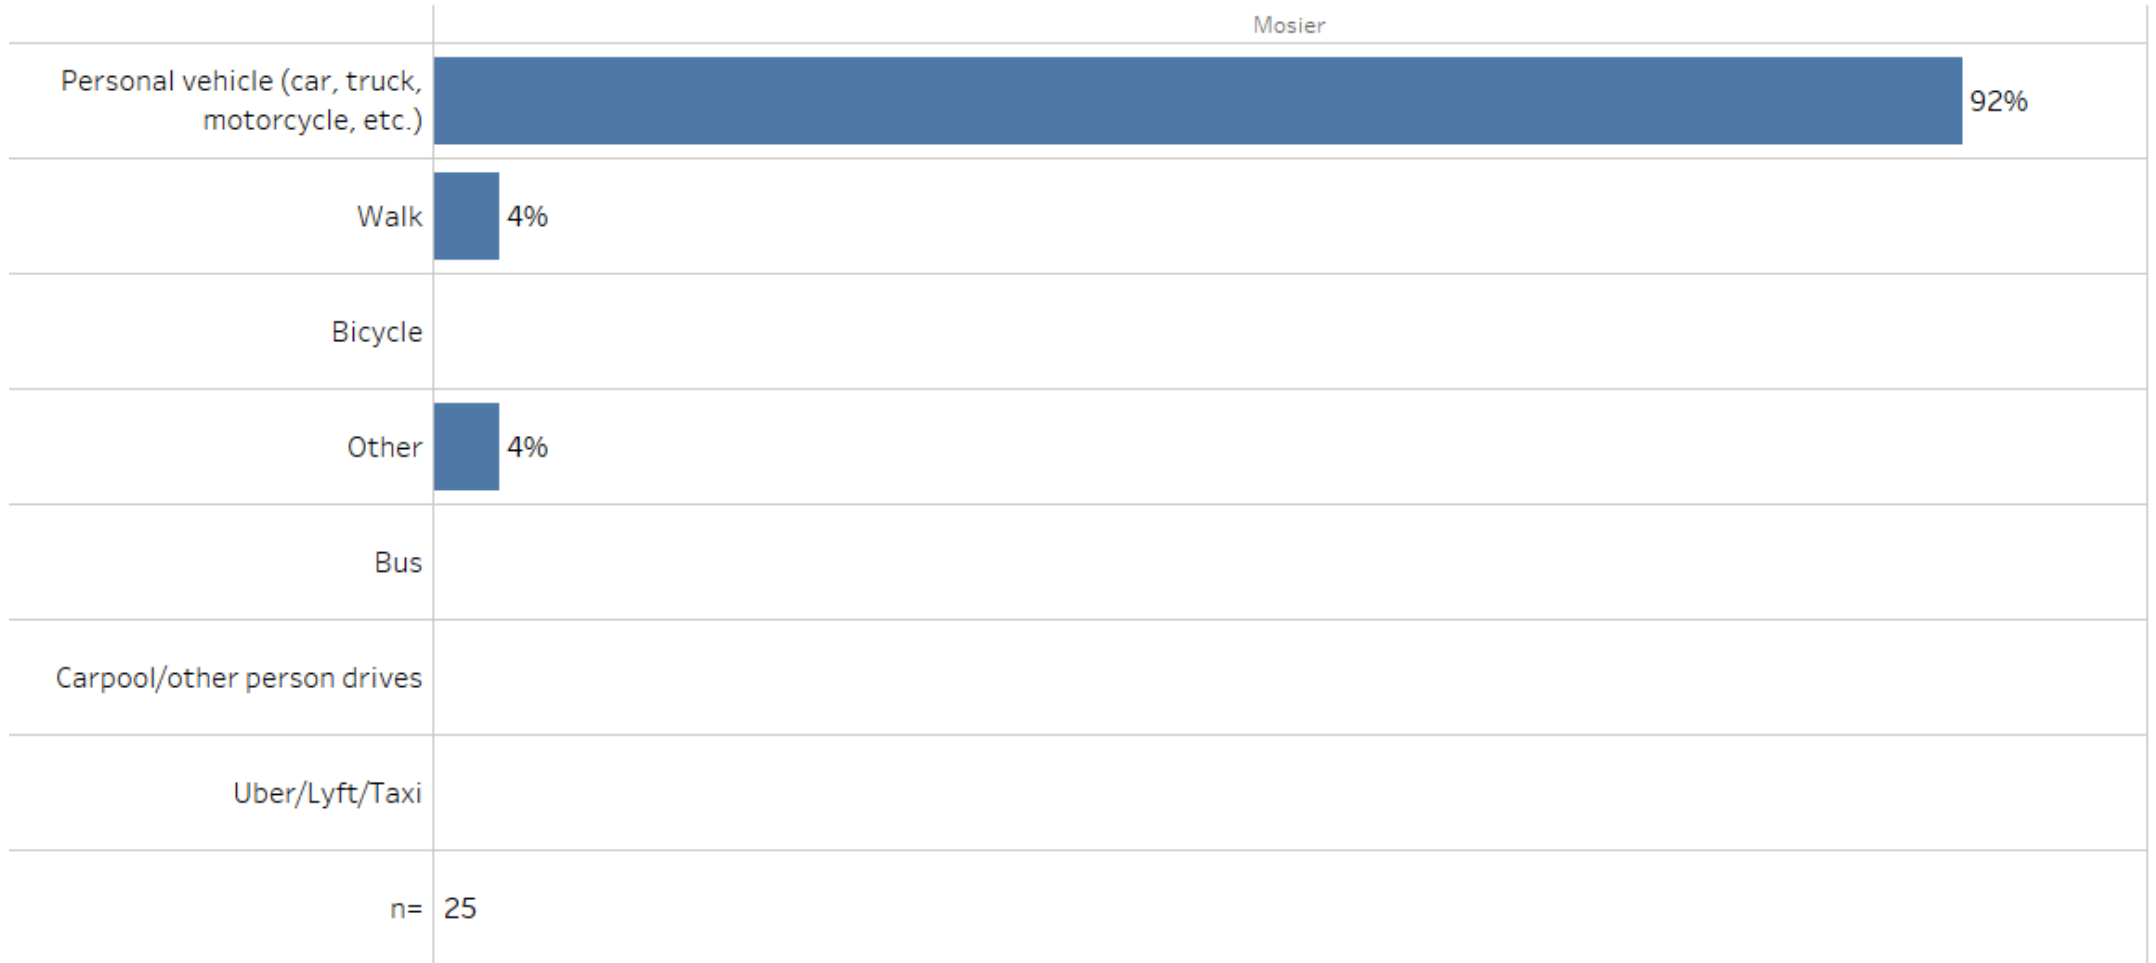 Mosier
Personal vehicle (car, truck,
motorcycle, etc.)
92%
Walk
4%
Bicycle
Other
4%
Bus
Carpool/other person drives
Uber/Lyft/Taxi
n= 25